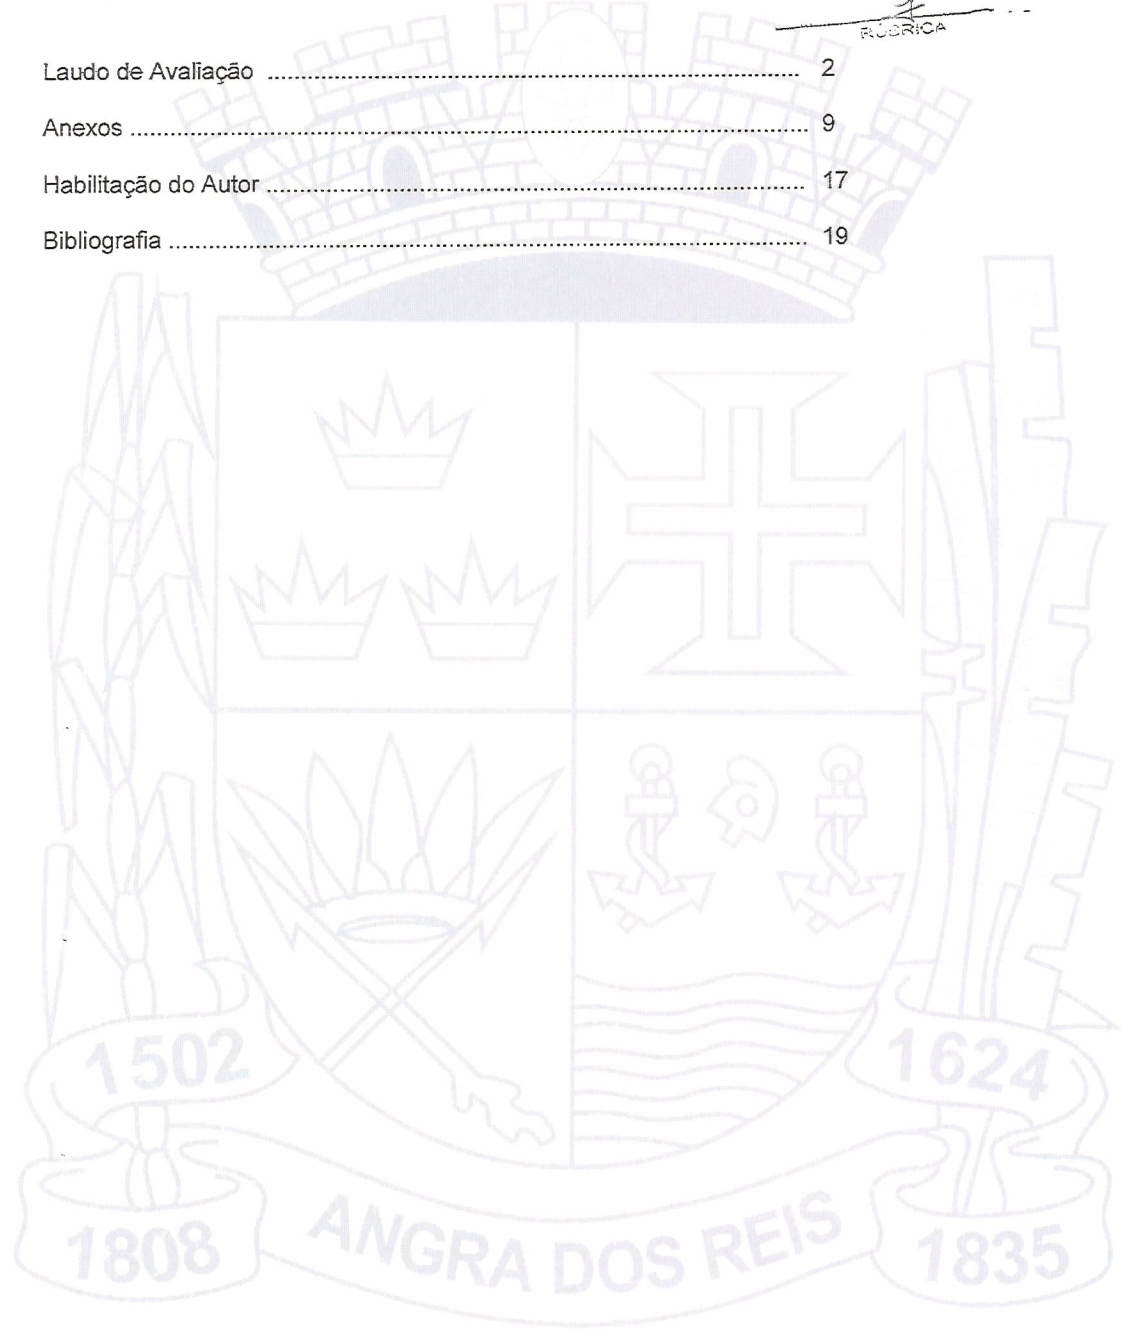 RÚBRICA
Laudo de Avaliação ................................................................................ 2
Anexos ........................................................................................................ 9
Habilitação do Autor ................................................................................. 17
Bibliografia ................................................................................................ 19
1502
1624
1808
ANGRA DOS REIS
1835